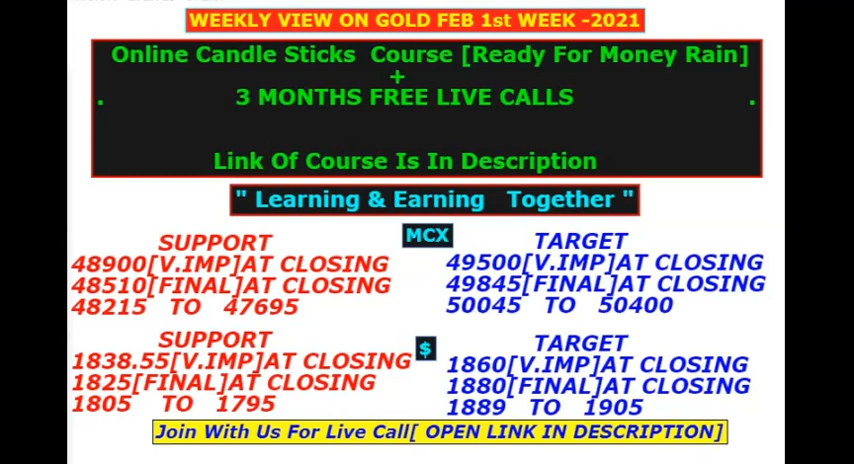 WEEKLY VIEW ON GOLD FEB 1st WEEK -2021
Online Candle Sticks Course [Ready For Money Rain]
+
. 3 MONTHS FREE LIVE CALLS .
Link Of Course Is In Description
" Learning & Earning Together "
MCX
SUPPORT
48900[V.IMP]AT CLOSING
48510[FINAL]AT CLOSING
48215 TO 47695
TARGET
49500[V.IMP]AT CLOSING
49845[FINAL]AT CLOSING
50045 TO 50400
$
SUPPORT
1838.55[V.IMP]AT CLOSING
1825[FINAL]AT CLOSING
1805 TO 1795
TARGET
1860[V.IMP]AT CLOSING
1880[FINAL]AT CLOSING
1889 TO 1905
Join With Us For Live Call[ OPEN LINK IN DESCRIPTION]